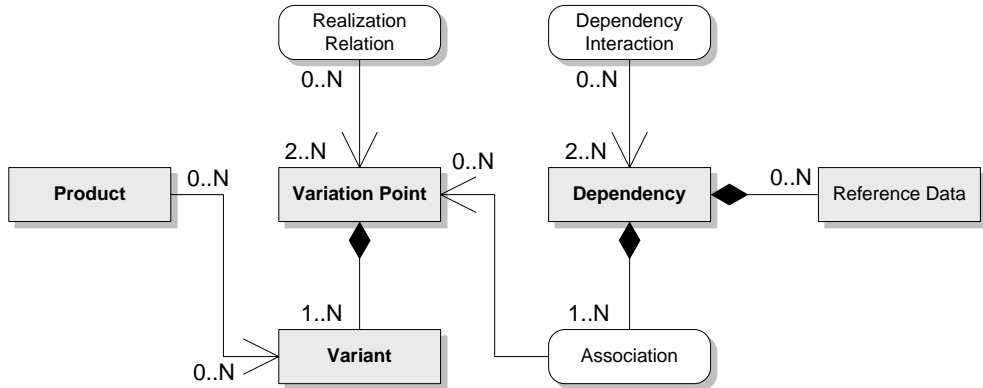 Realization
Relation
Dependency
Interaction
0..N
0..N
2..N
0..N
2..N
Product
0..N
Variation Point
Dependency
0..N
Reference Data
1..N
1..N
Variant
Association
0..N